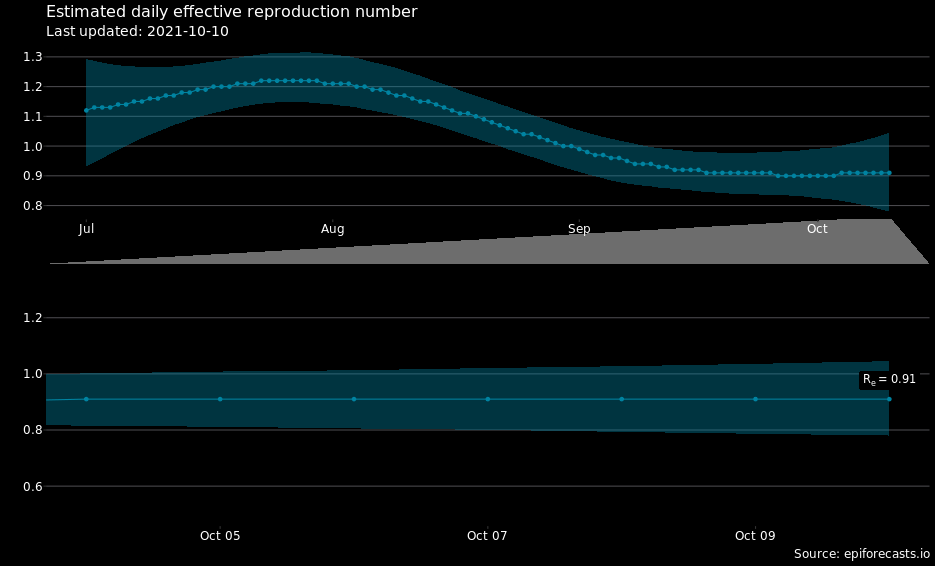 Estimated daily effective reproduction number
Last updated: 2021-10-10
1.3
1.2
1.1
1.0
0.9
0.8
Jul Aug Sep Oct
1.2
1.0
0.8
0.6
Re = 0.91
Oct 05 Oct 07 Oct 09
Source: epiforecasts.io